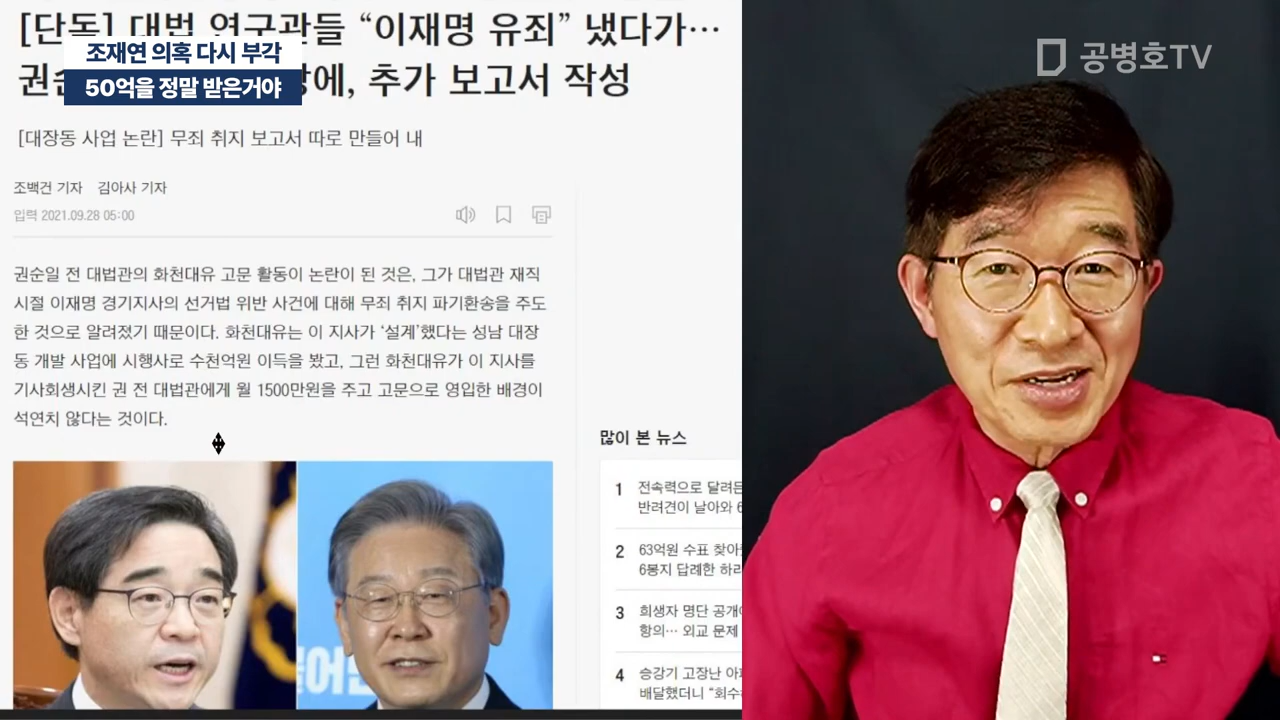 [단독] 대법 연구관들 “이재명 유죄” 냈다가…
조재연 의혹 다시 부각
50억을 정말 받은거야
추가 보고서 작성
[대장동 사업 논란] 무죄 취지 보고서 따로 만들어 내
조백건 기자 김아사 기자
입력 2021.09.28 05:00
권순일 전 대법관의 화천대유 고문 활동이 논란이 된 것은, 그가 대법관 재직
시절 이재명 경기지사의 선거법 위반 사건에 대해 무죄 취지 파기환송을 주도
한 것으로 알려졌기 때문이다. 화천대유는 이 지사가 ‘설계’했다는 성남 대장
동 개발 사업에 시행사로 수천억원 이득을 봤고, 그런 화천대유가 이 지사를
기사회생시킨 권 전 대법관에게 월 1500만원을 주고 고문으로 영입한 배경이
석연치 않다는 것이다.
많이 본 뉴스
1 전속력으로 달려든
반려견이 날아와
2 63억원 수표
6봉지 답례한
3 희생자 명단
항의… 외교 문제
4 승강기 고장난
배달했더니
공병호TV